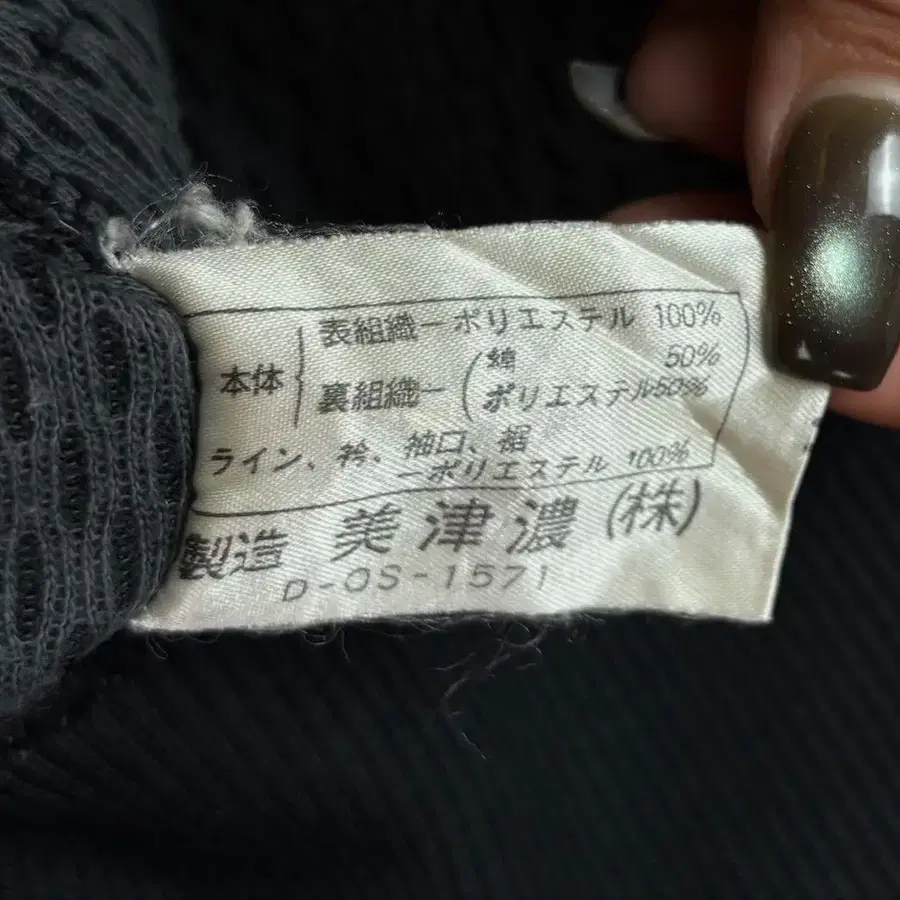 本体
表組織ーポリエステル 100%
裏組織ー
綿 50%
ポリエステル50%
ライン、衿、袖口、裾
ーポリエステル 100%
製造 美津濃(株)
D-OS-1571